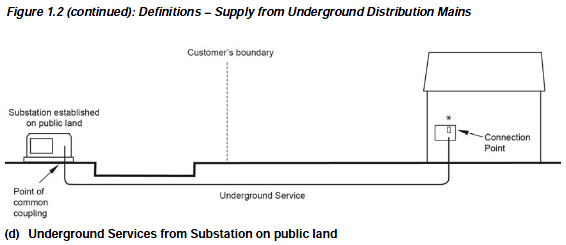 Figure 1.2 (continued): Definitions – Supply from Underground Distribution Mains
Customer's boundary
Substation established
on public land
*
Connection
Point
Point of
common
coupling
Underground Service
(d) Underground Services from Substation on public land